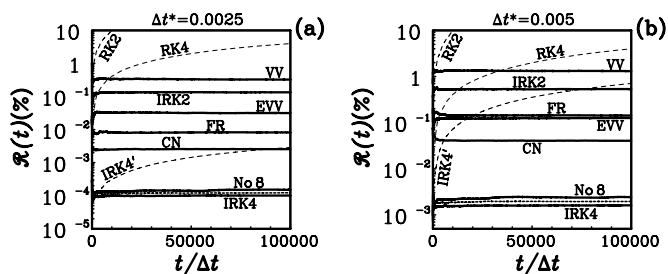 Δt*=0.0025
(a)
10
1
10⁻¹
10⁻²
10⁻³
10⁻⁴
10⁻⁵
ℛ(t)(%)
RK2
RK4
VV
IRK2
EVV
FR
CN
IRK4'
No 8
IRK4
0
50000
100000
t/Δt
Δt*=0.005
(b)
10
1
10⁻¹
10⁻²
10⁻³
ℛ(t)(%)
RK2
RK4
VV
IRK2
FR
EVV
CN
IRK4'
No 8
IRK4
0
50000
100000
t/Δt